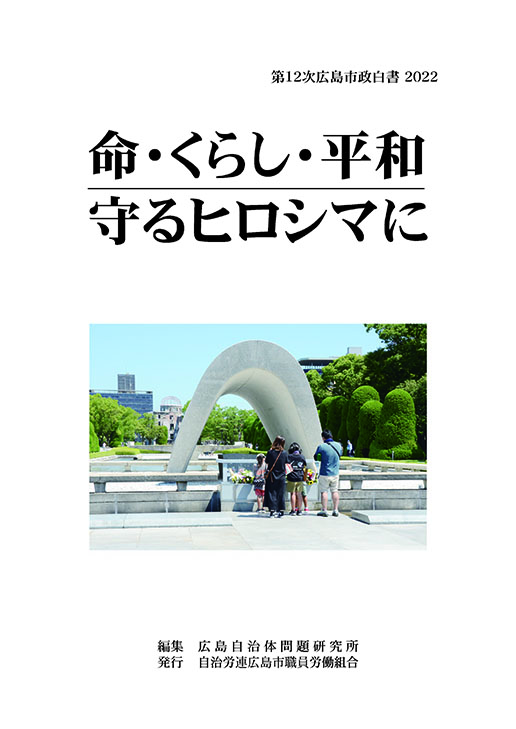 第12次広島市政白書 2022
命・くらし・平和
守るヒロシマに
編集　広島自治体問題研究所
発行　自治労連広島市職員労働組合